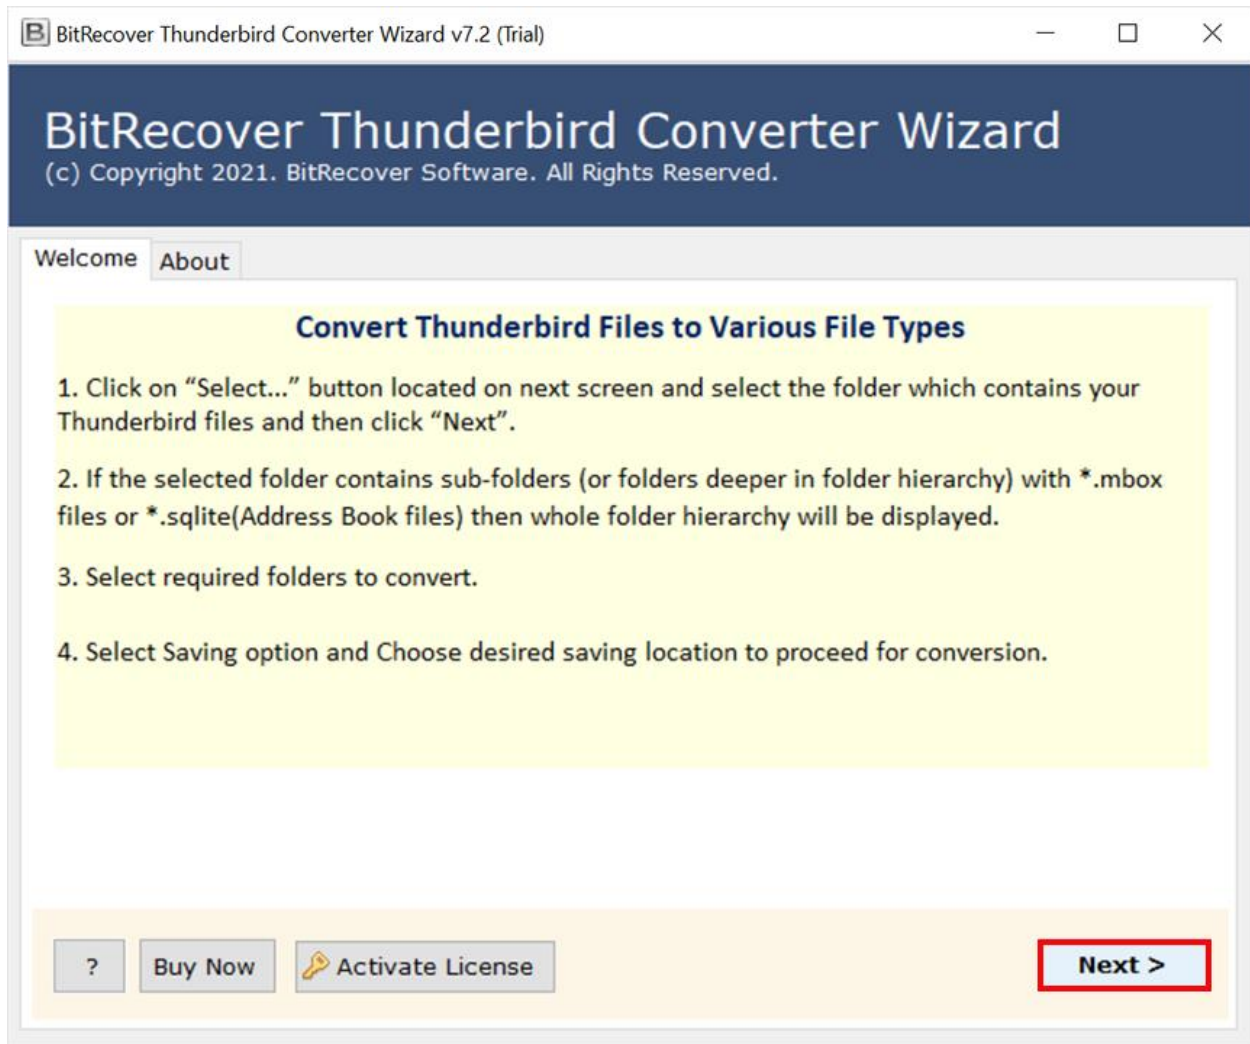 BitRecover Thunderbird Converter Wizard v7.2 (Trial)
BitRecover Thunderbird Converter Wizard
(c) Copyright 2021. BitRecover Software. All Rights Reserved.
Welcome About
Convert Thunderbird Files to Various File Types
1. Click on “Select...” button located on next screen and select the folder which contains your
Thunderbird files and then click “Next”.
2. If the selected folder contains sub-folders (or folders deeper in folder hierarchy) with *.mbox
files or *.sqlite(Address Book files) then whole folder hierarchy will be displayed.
3. Select required folders to convert.
4. Select Saving option and Choose desired saving location to proceed for conversion.
? Buy Now Activate License Next >